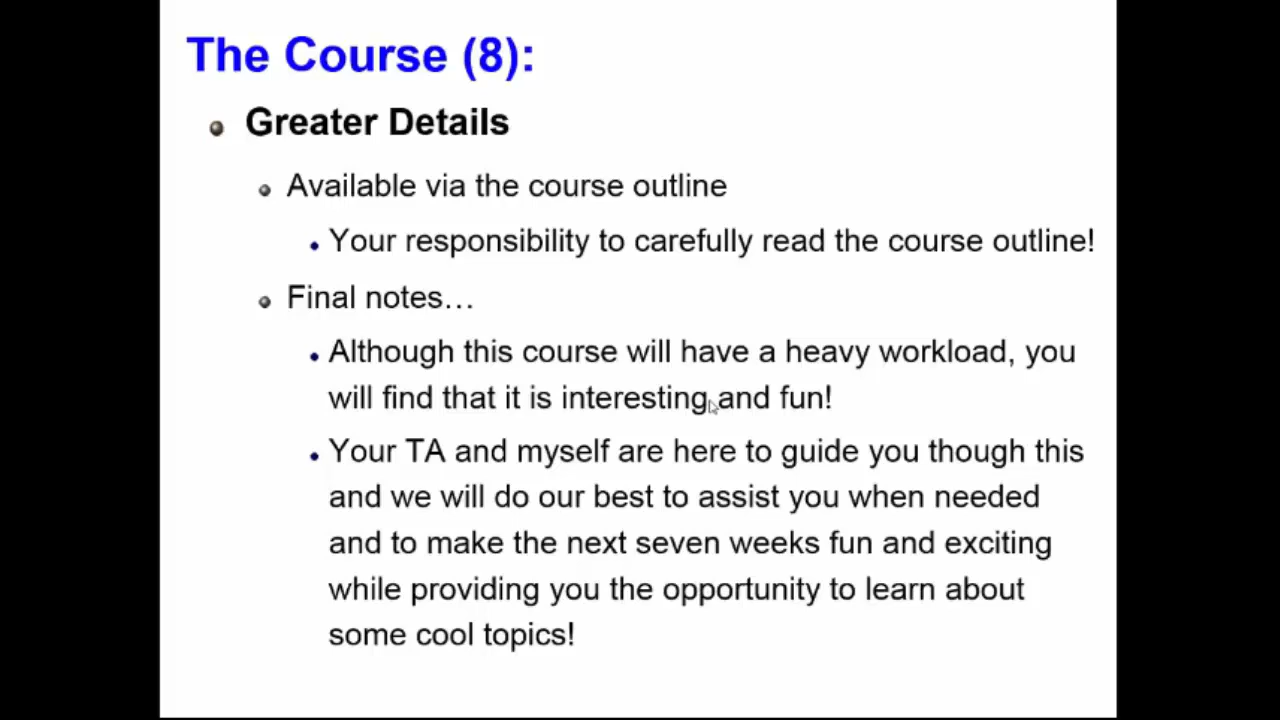 The Course (8):
Greater Details
Available via the course outline
Your responsibility to carefully read the course outline!
Final notes…
Although this course will have a heavy workload, you
will find that it is interesting and fun!
Your TA and myself are here to guide you though this
and we will do our best to assist you when needed
and to make the next seven weeks fun and exciting
while providing you the opportunity to learn about
some cool topics!